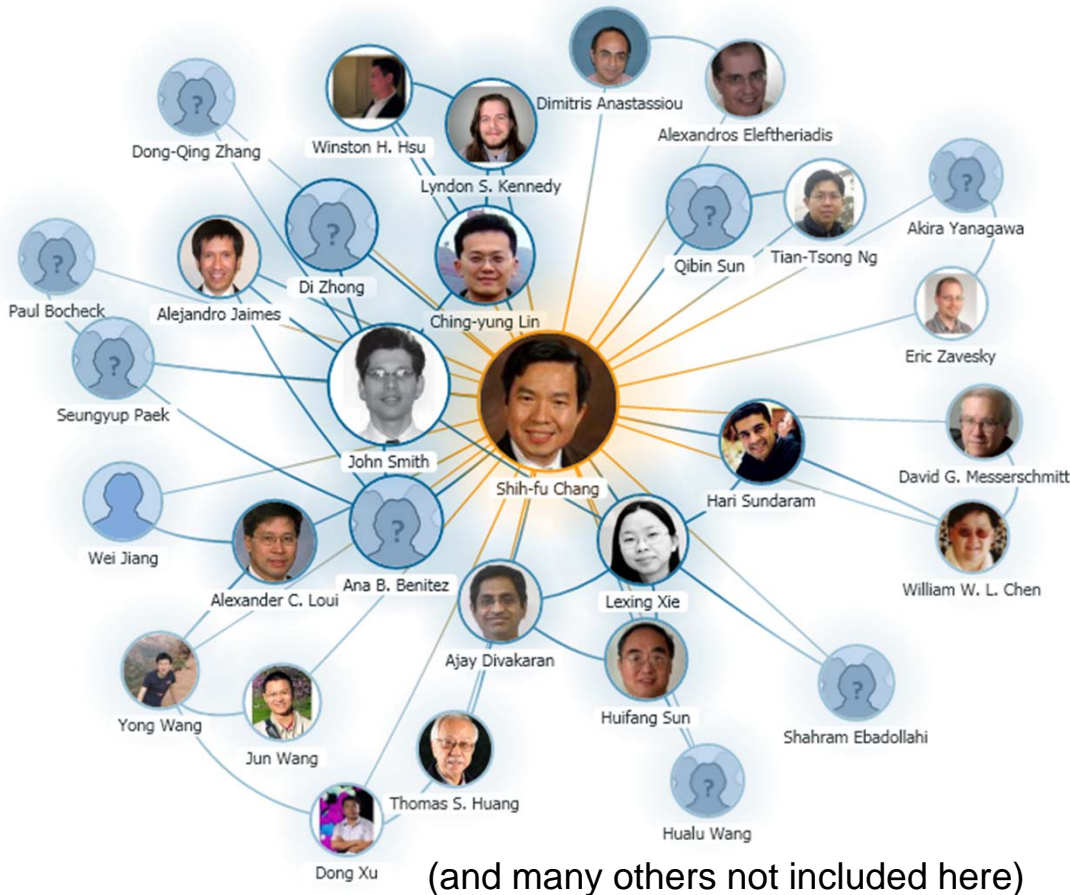 Dimitris Anastassiou
Alexandros Eleftheriadis
Dong-Qing Zhang
Winston H. Hsu
Lyndon S. Kennedy
Akira Yanagawa
Qibin Sun
Tian-Tsong Ng
Paul Bocheck
Alejandro Jaimes
Di Zhong
Ching-yung Lin
Eric Zavesky
Seungyup Paek
John Smith
Shih-fu Chang
Hari Sundaram
David G. Messerschmitt
Wei Jiang
Alexander C. Loui
Ana B. Benitez
Lexing Xie
William W. L. Chen
Ajay Divakaran
Yong Wang
Jun Wang
Huifang Sun
Shahram Ebadollahi
Thomas S. Huang
Hualu Wang
Dong Xu
(and many others not included here)